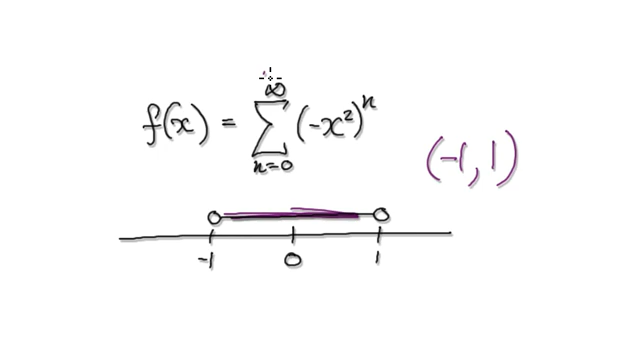 f(x) = ∑_{n=0}^{∞} (-x²)ⁿ
(-1, 1)
-1 0 1